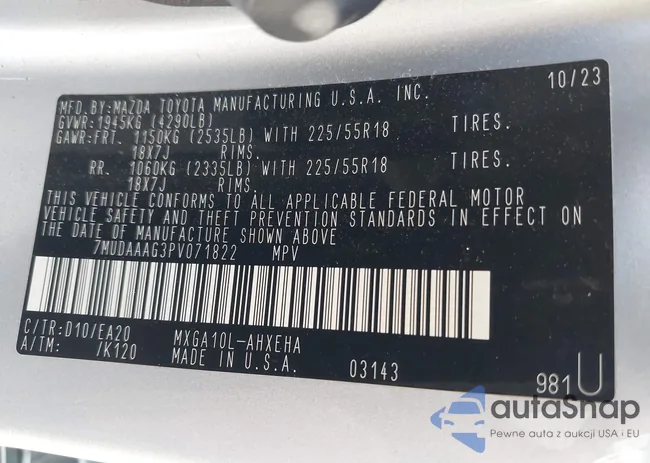 10/23
MFD.BY:MAZDA TOYOTA MANUFACTURING U.S.A. INC.
GVWR:1945KG (4290LB)
GAWR:FRT. 1150KG (2535LB) WITH 225/55R18 TIRES.
18X7J RIMS.
RR. 1060KG (2335LB) WITH 225/55R18 TIRES.
18X7J RIMS.
THIS VEHICLE CONFORMS TO ALL APPLICABLE FEDERAL MOTOR
VEHICLE SAFETY AND THEFT PREVENTION STANDARDS IN EFFECT ON
THE DATE OF MANUFACTURE SHOWN ABOVE
7MUDAAAG3PV071822 MPV
C/TR:D10/EA20 MXGA10L-AHXEHA
A/TM: /K120 MADE IN U.S.A. 03143 981U
autoSnap
Pewne auta z aukcji USA i EU